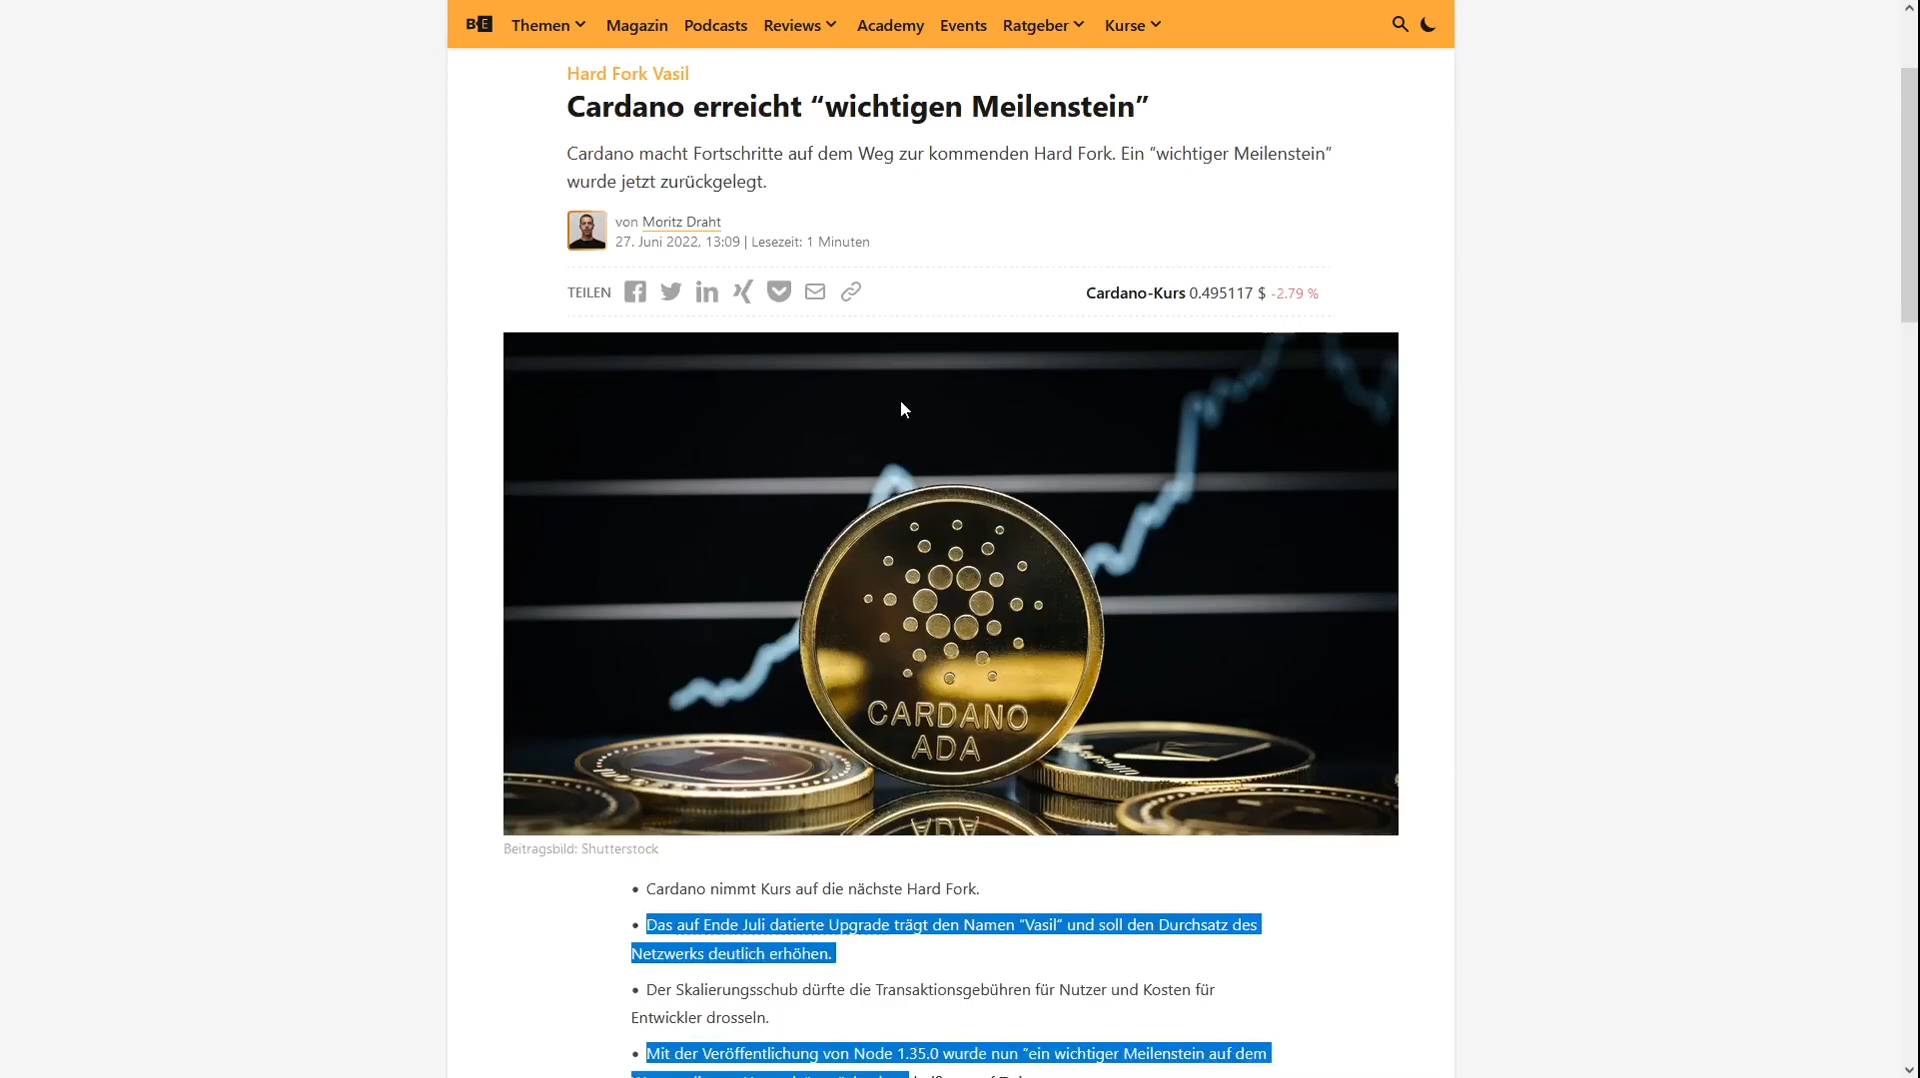 BE Themen Magazin Podcasts Reviews Academy Events Ratgeber Kurse
Hard Fork Vasil
Cardano erreicht “wichtigen Meilenstein”
Cardano macht Fortschritte auf dem Weg zur kommenden Hard Fork. Ein “wichtiger Meilenstein”
wurde jetzt zurückgelegt.
von Moritz Draht
27. Juni 2022, 13:09 | Lesezeit: 1 Minuten
TEILEN
Cardano-Kurs 0.495117 $ -2.79 %
CARDANO
ADA
Beitragsbild: Shutterstock
• Cardano nimmt Kurs auf die nächste Hard Fork.
• Das auf Ende Juli datierte Upgrade trägt den Namen “Vasil” und soll den Durchsatz des
Netzwerks deutlich erhöhen.
• Der Skalierungsschub dürfte die Transaktionsgebühren für Nutzer und Kosten für
Entwickler drosseln.
• Mit der Veröffentlichung von Node 1.35.0 wurde nun “ein wichtiger Meilenstein auf dem